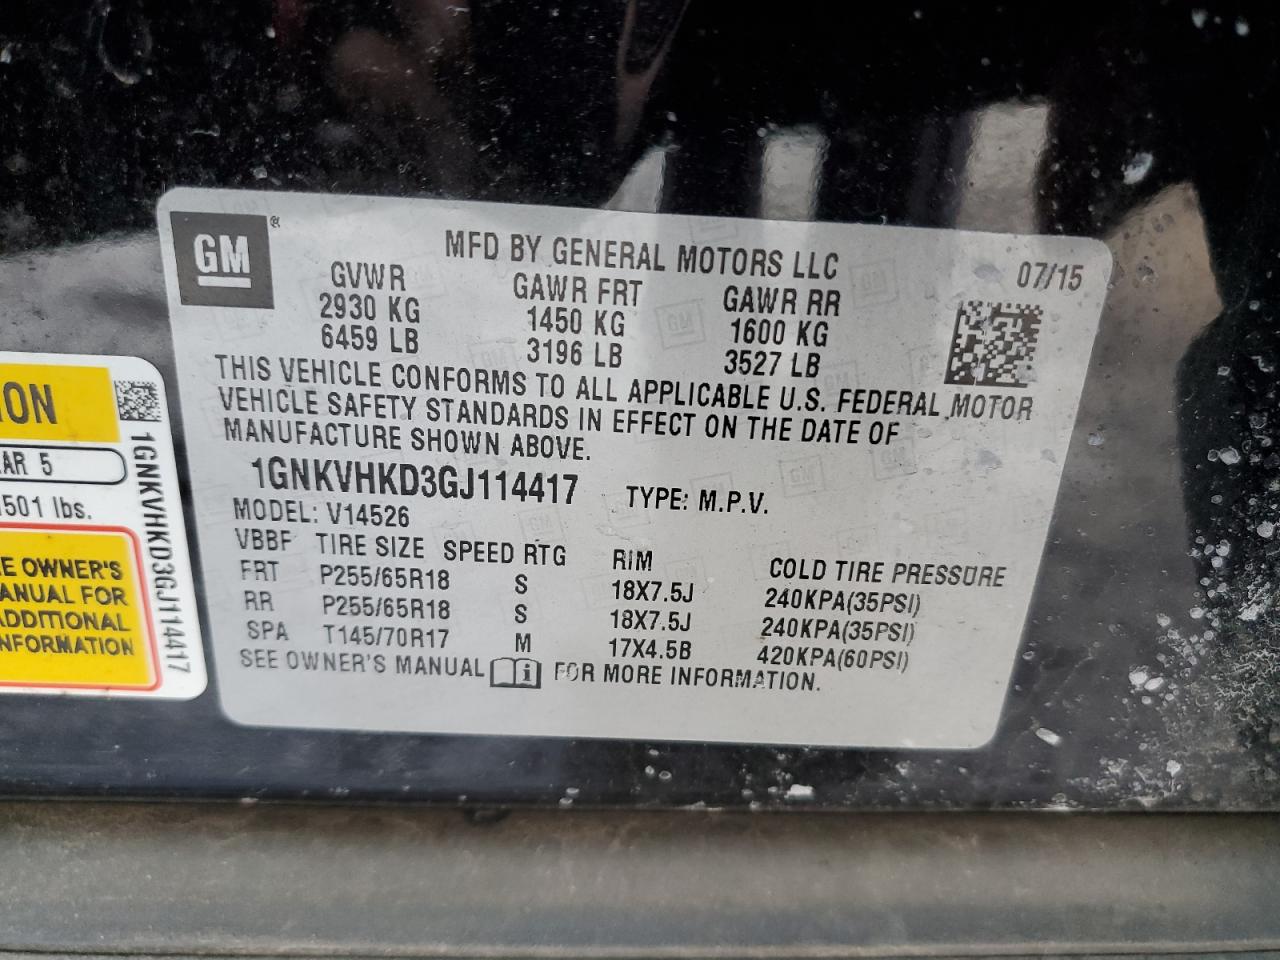 GM ®
MFD BY GENERAL MOTORS LLC
07/15
GVWR GAWR FRT GAWR RR
2930 KG 1450 KG 1600 KG
6459 LB 3196 LB 3527 LB
THIS VEHICLE CONFORMS TO ALL APPLICABLE U.S. FEDERAL MOTOR
VEHICLE SAFETY STANDARDS IN EFFECT ON THE DATE OF
MANUFACTURE SHOWN ABOVE.
1GNKVHKD3GJ114417 TYPE: M.P.V.
MODEL: V14526
VBBF TIRE SIZE SPEED RTG RIM COLD TIRE PRESSURE
FRT P255/65R18 S 18X7.5J 240KPA(35PSI)
RR P255/65R18 S 18X7.5J 240KPA(35PSI)
SPA T145/70R17 M 17X4.5B 420KPA(60PSI)
SEE OWNER'S MANUAL i FOR MORE INFORMATION.
ION
AR 5
501 lbs.
E OWNER'S
ANUAL FOR
ADDITIONAL
NFORMATION
1GNKVHKD3GJ114417